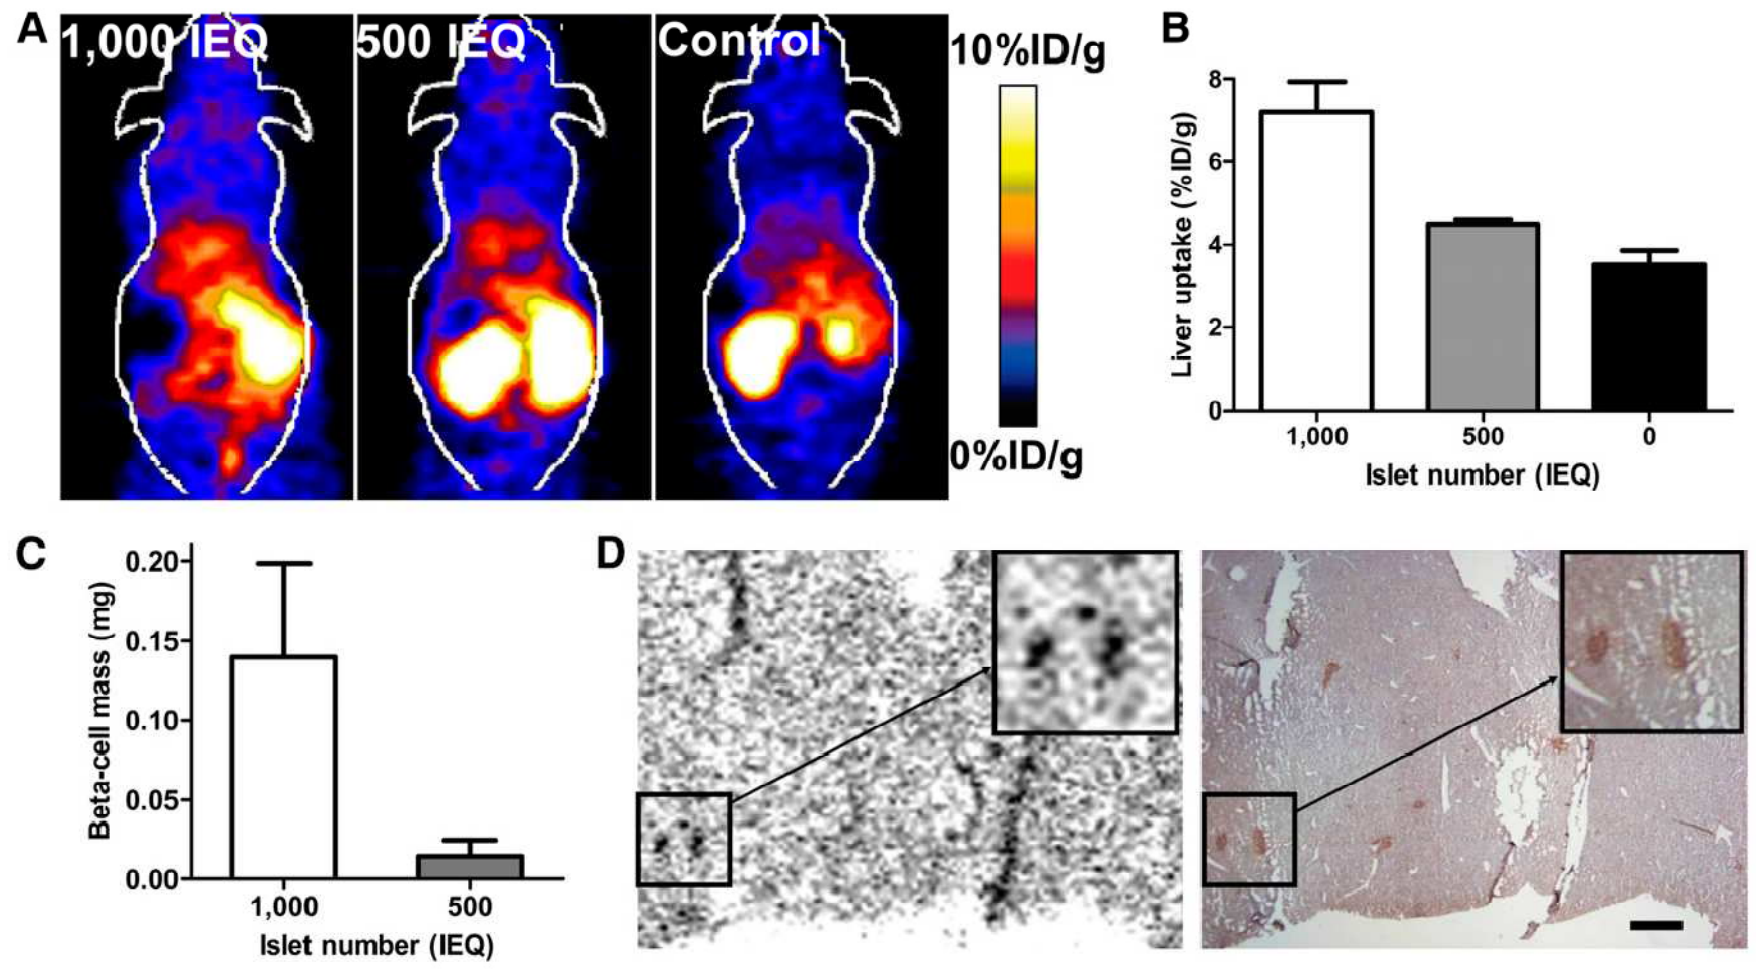 A
1,000 IEQ
500 IEQ
Control
10%ID/g
0%ID/g
B
Liver uptake (%ID/g)
8
6
4
2
0
1,000
500
0
Islet number (IEQ)
C
Beta-cell mass (mg)
0.20
0.15
0.10
0.05
0.00
1,000
500
Islet number (IEQ)
D